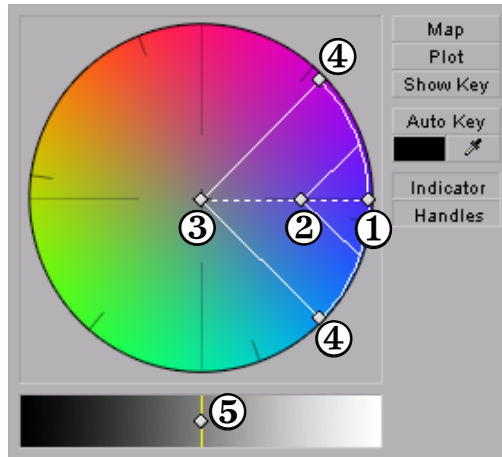 Map
Plot
Show Key
Auto Key
Indicator
Handles
④
③
②
①
④
⑤